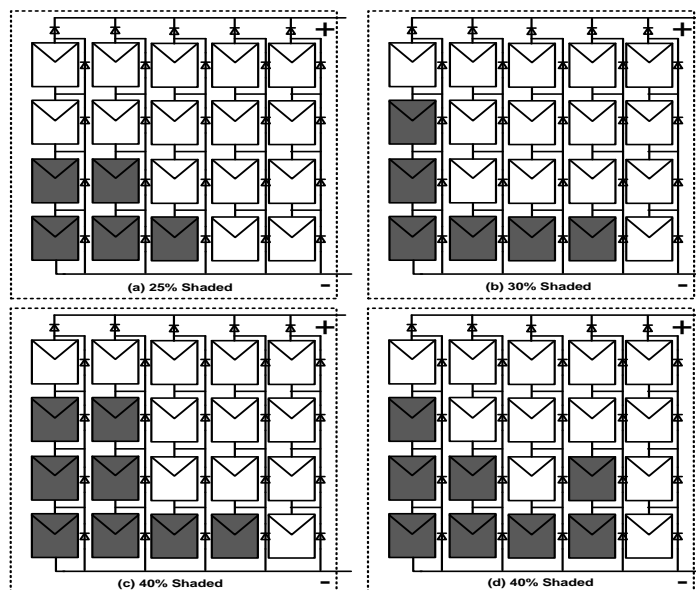 +
(a) 25% Shaded
-
+
(b) 30% Shaded
-
+
(c) 40% Shaded
-
+
(d) 40% Shaded
-